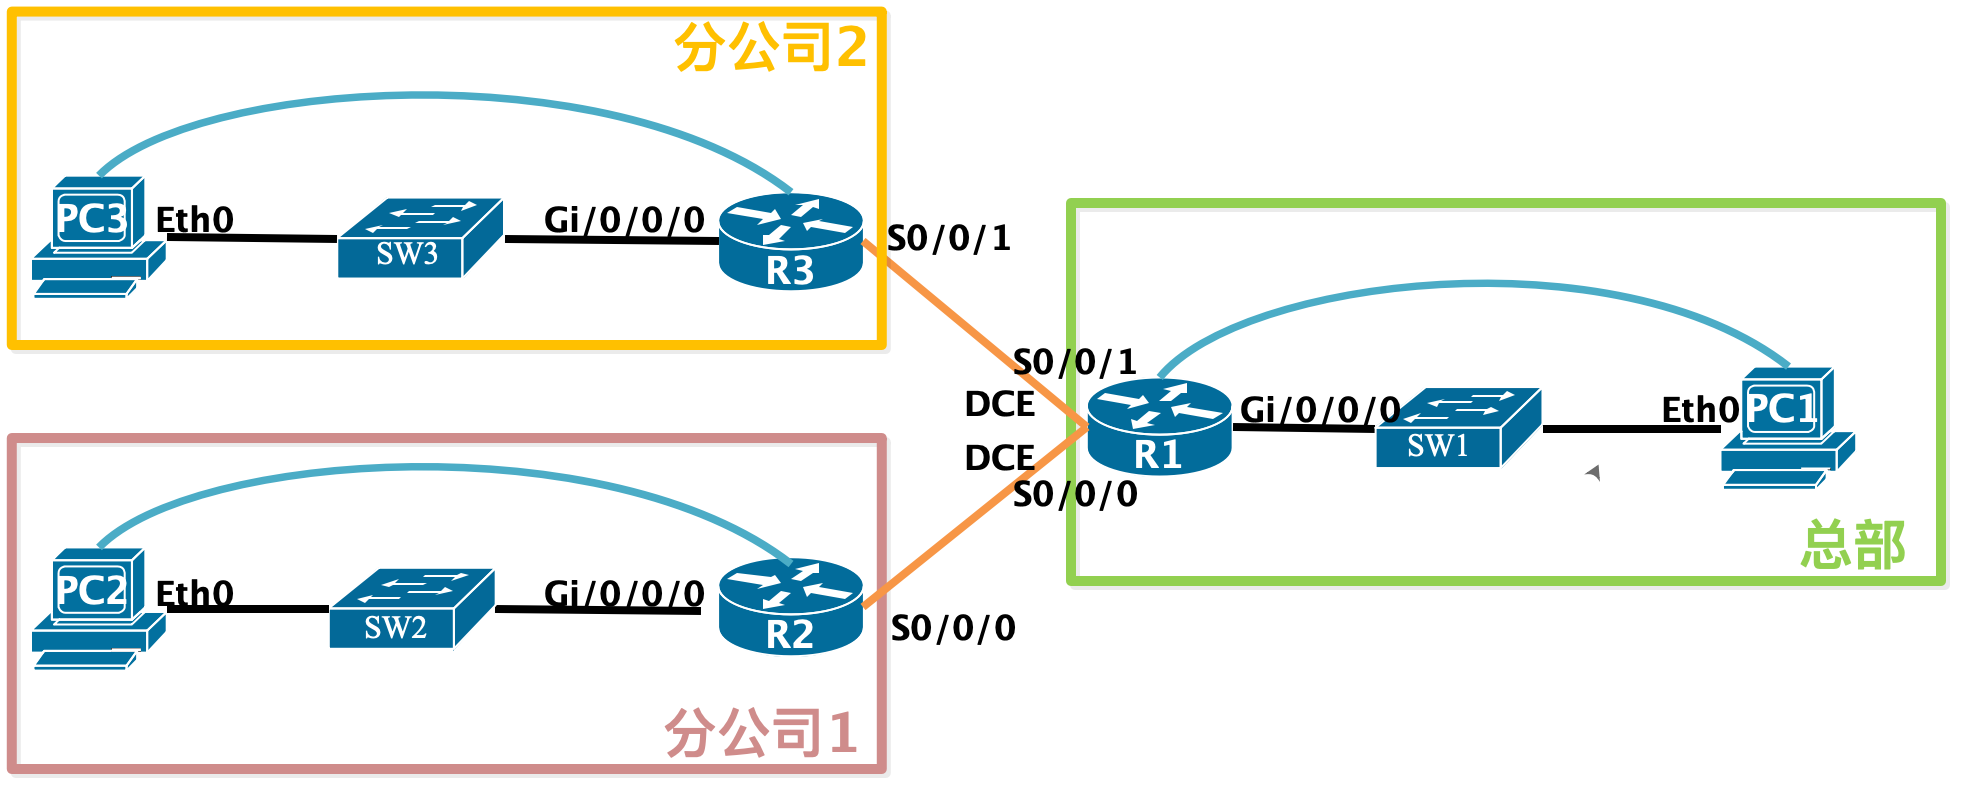 分公司2
PC3
Eth0
SW3
Gi/0/0/0
R3
S0/0/1
S0/0/1
DCE
DCE
S0/0/0
R1
Gi/0/0/0
SW1
Eth0
PC1
总部
PC2
Eth0
SW2
Gi/0/0/0
R2
S0/0/0
分公司1